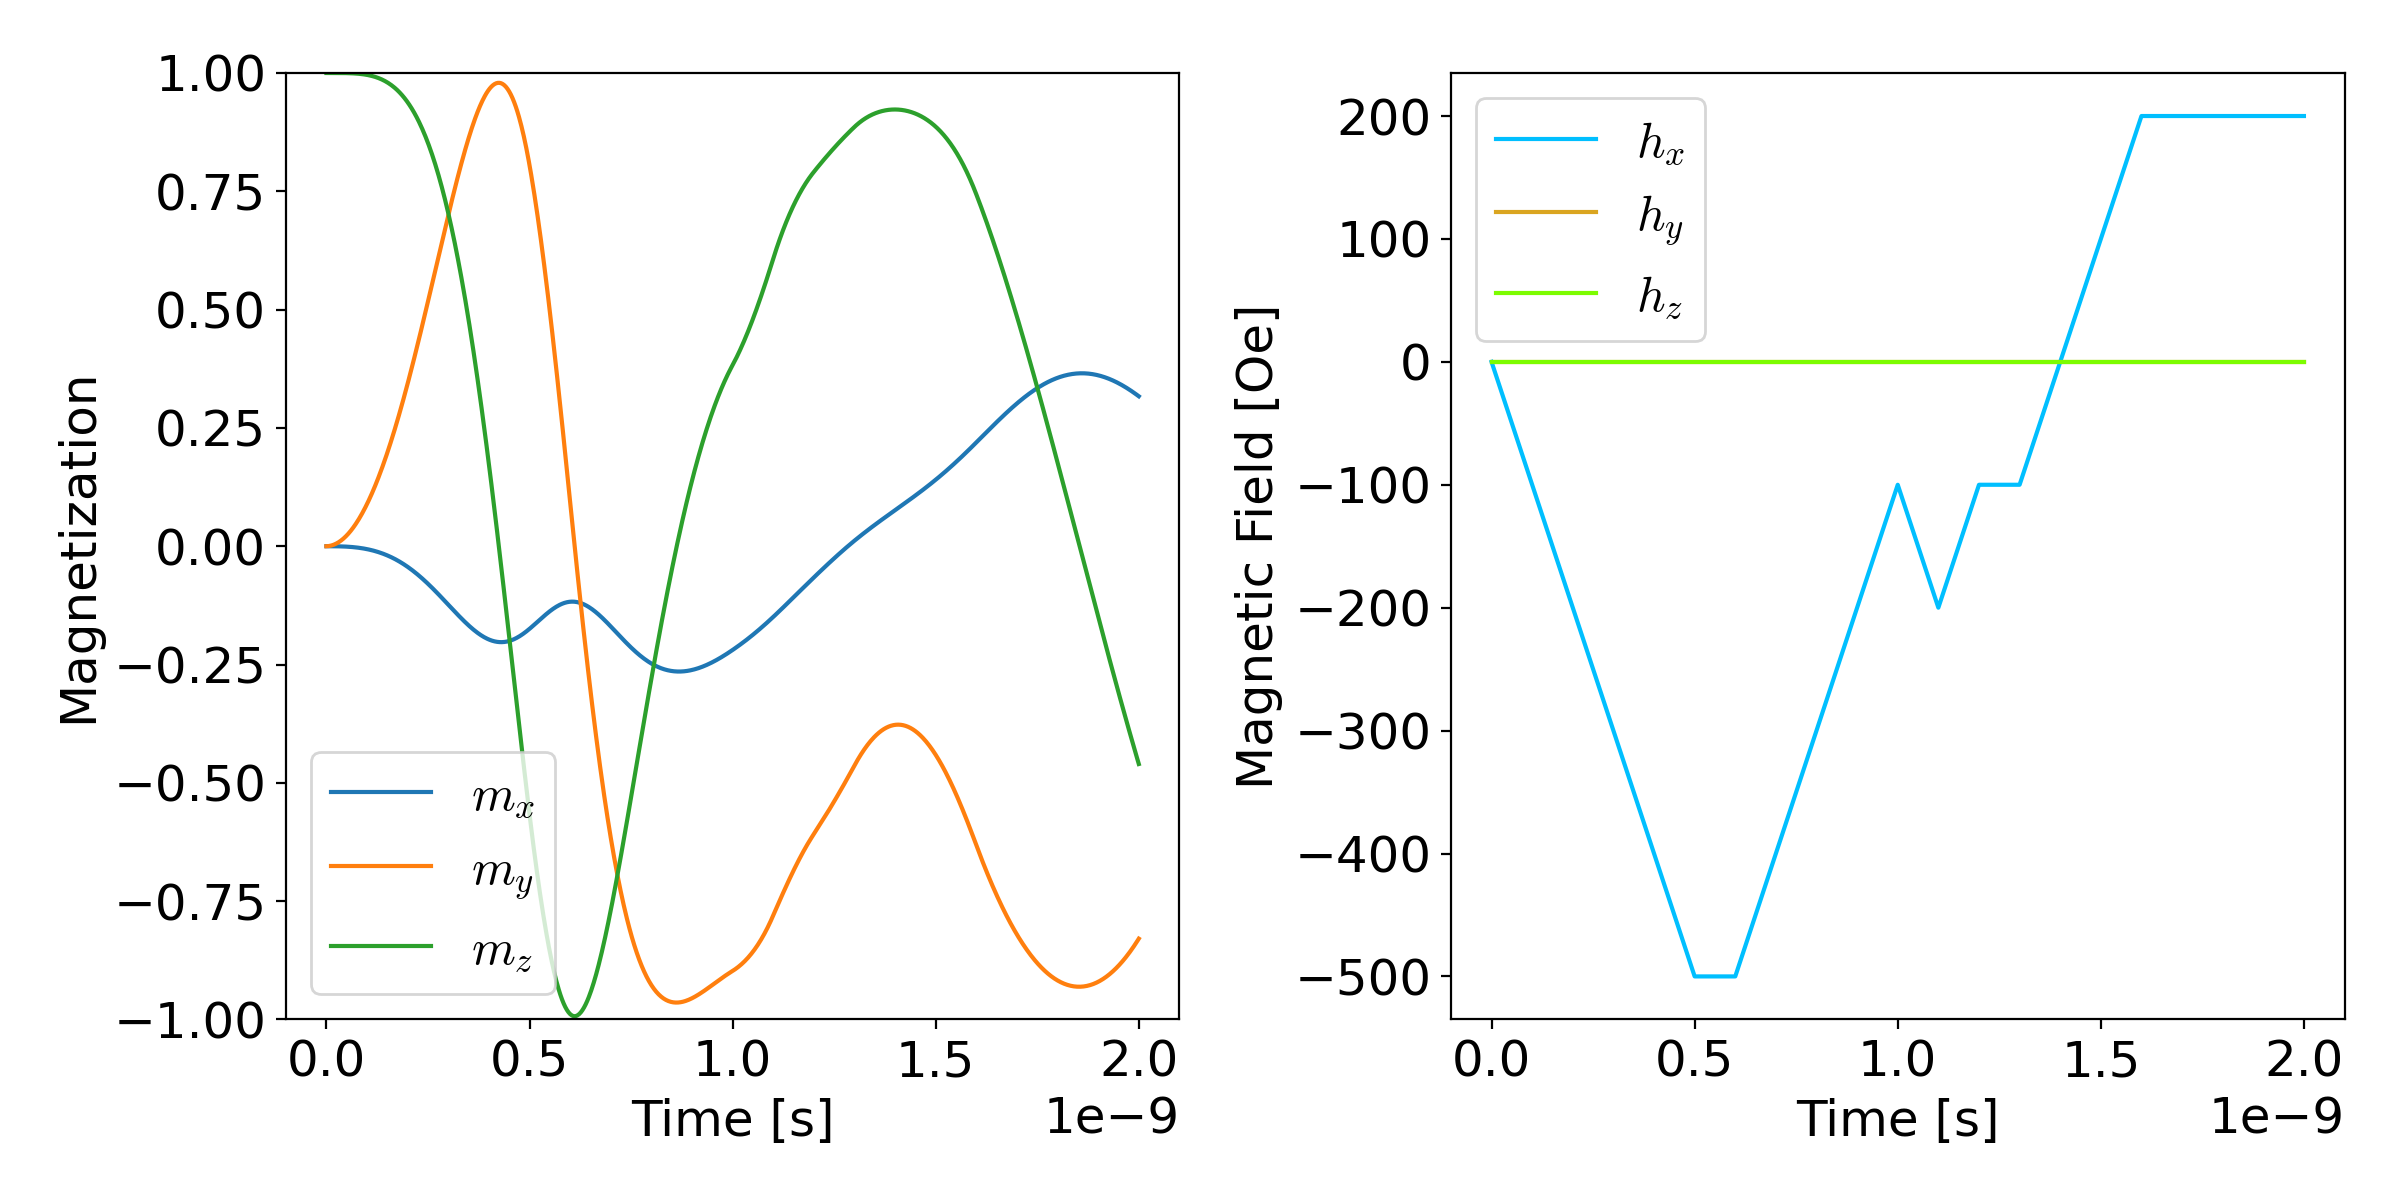 1.00
0.75
0.50
0.25
0.00
−0.25
−0.50
−0.75
−1.00
Magnetization
m_x
m_y
m_z
0.0 0.5 1.0 1.5 2.0
Time [s] 1e−9
200
100
0
−100
−200
−300
−400
−500
Magnetic Field [Oe]
h_x
h_y
h_z
0.0 0.5 1.0 1.5 2.0
Time [s] 1e−9